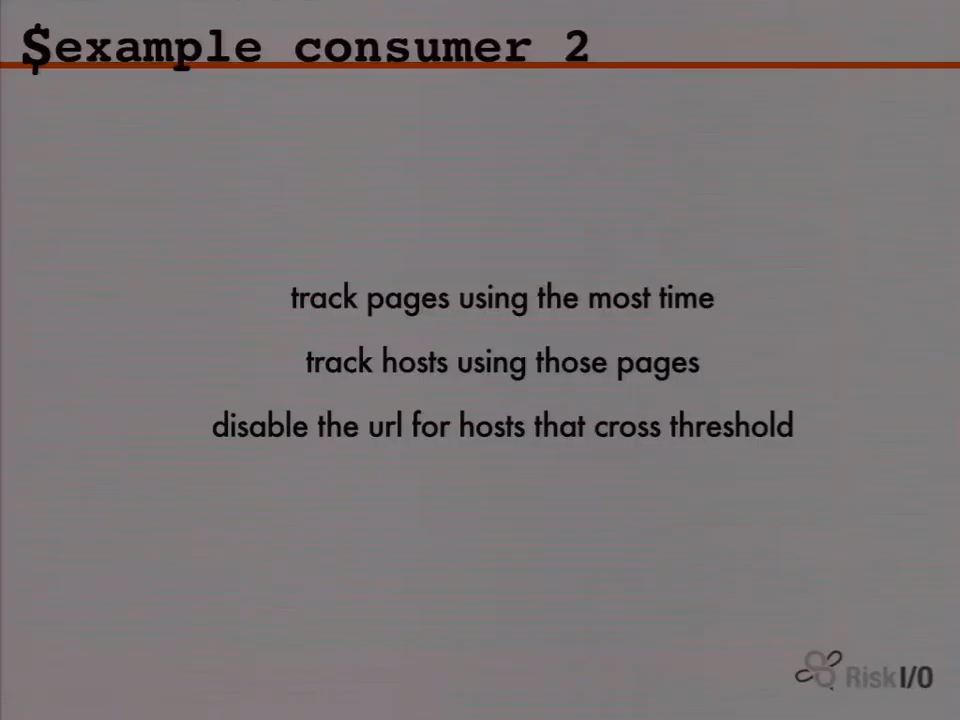 $example consumer 2
track pages using the most time
track hosts using those pages
disable the url for hosts that cross threshold
Risk I/O